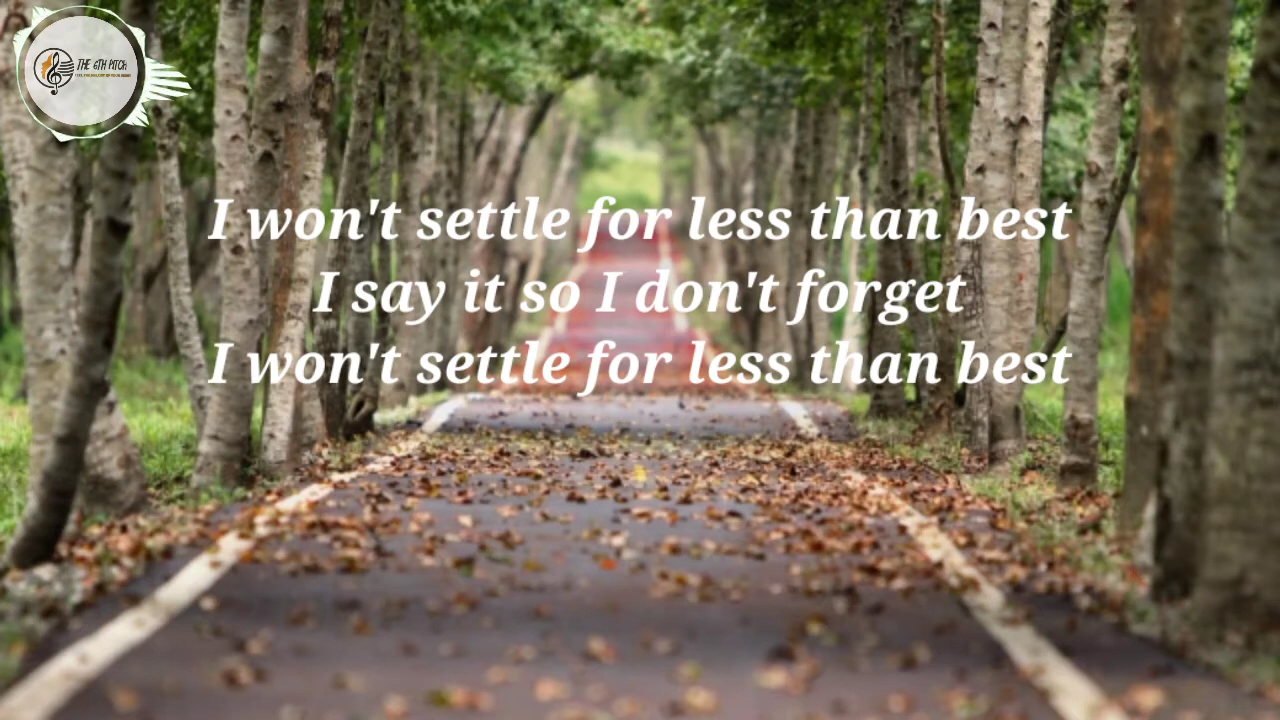 THE 6TH PITCH
I won't settle for less than best
I say it so I don't forget
I won't settle for less than best